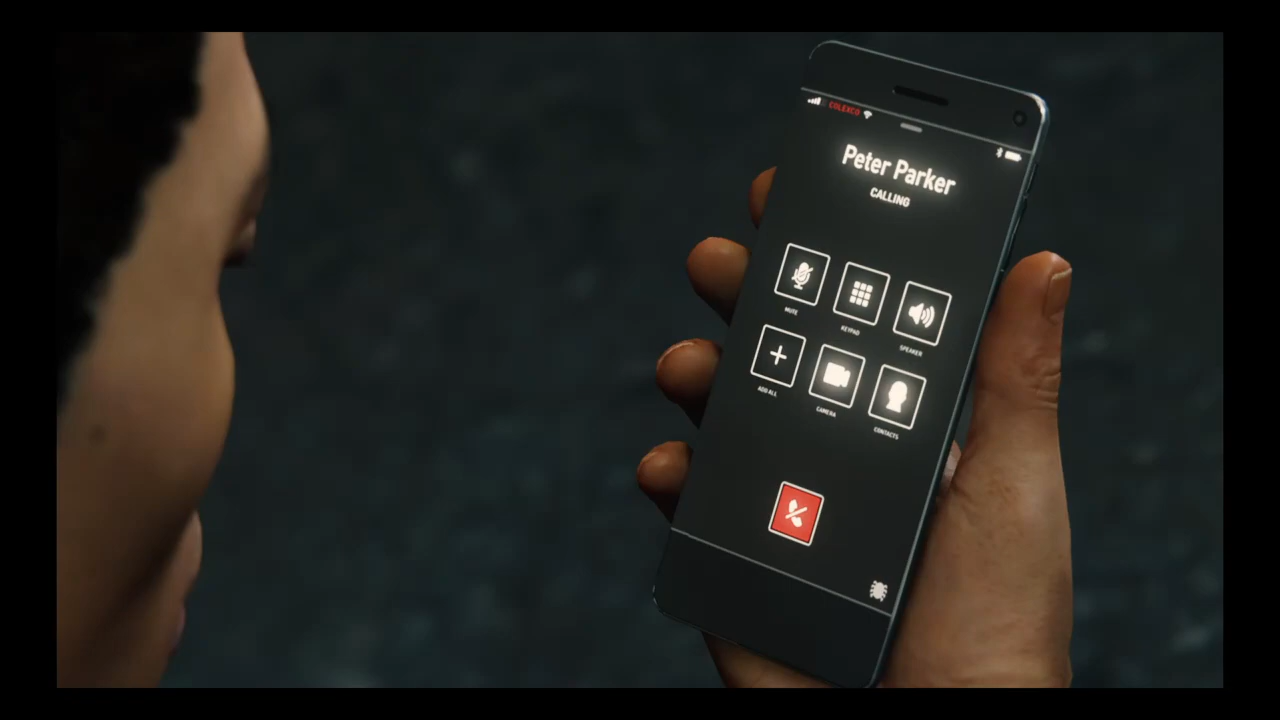 COLEXCO
Peter Parker
CALLING
MUTE
KEYPAD
SPEAKER
ADD ALL
CAMERA
CONTACTS